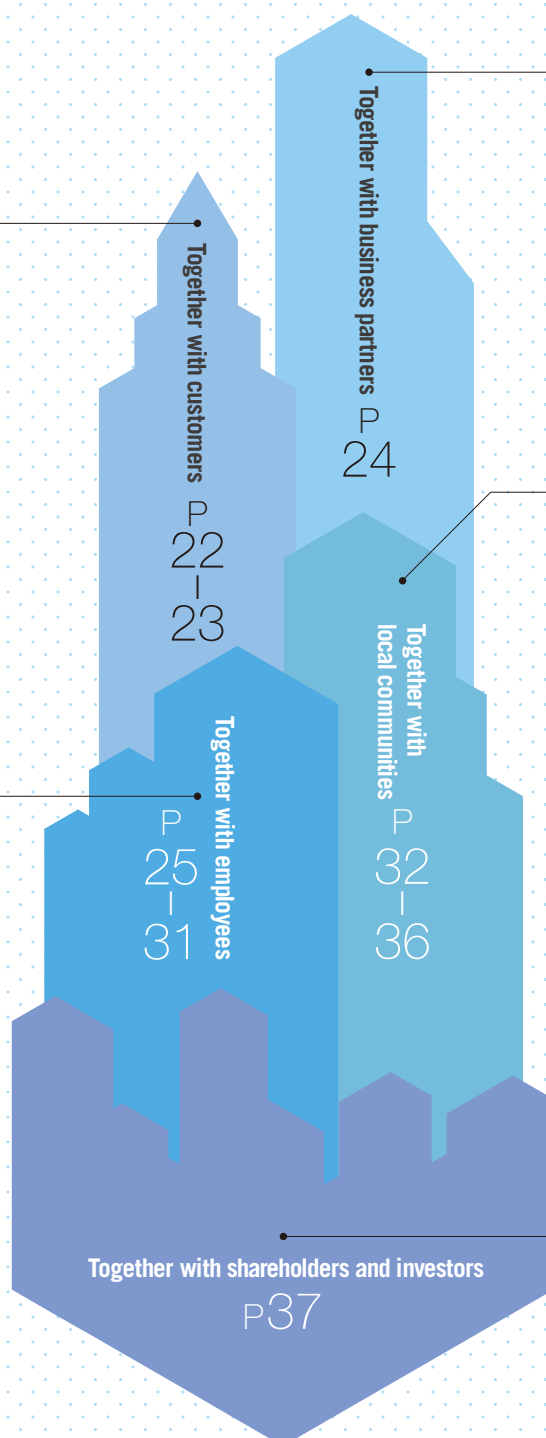 Together with business partners
P
24
Together with customers
P
22
–
23
Together with
local communities
P
32
–
36
Together with employees
P
25
–
31
Together with shareholders and investors
P37